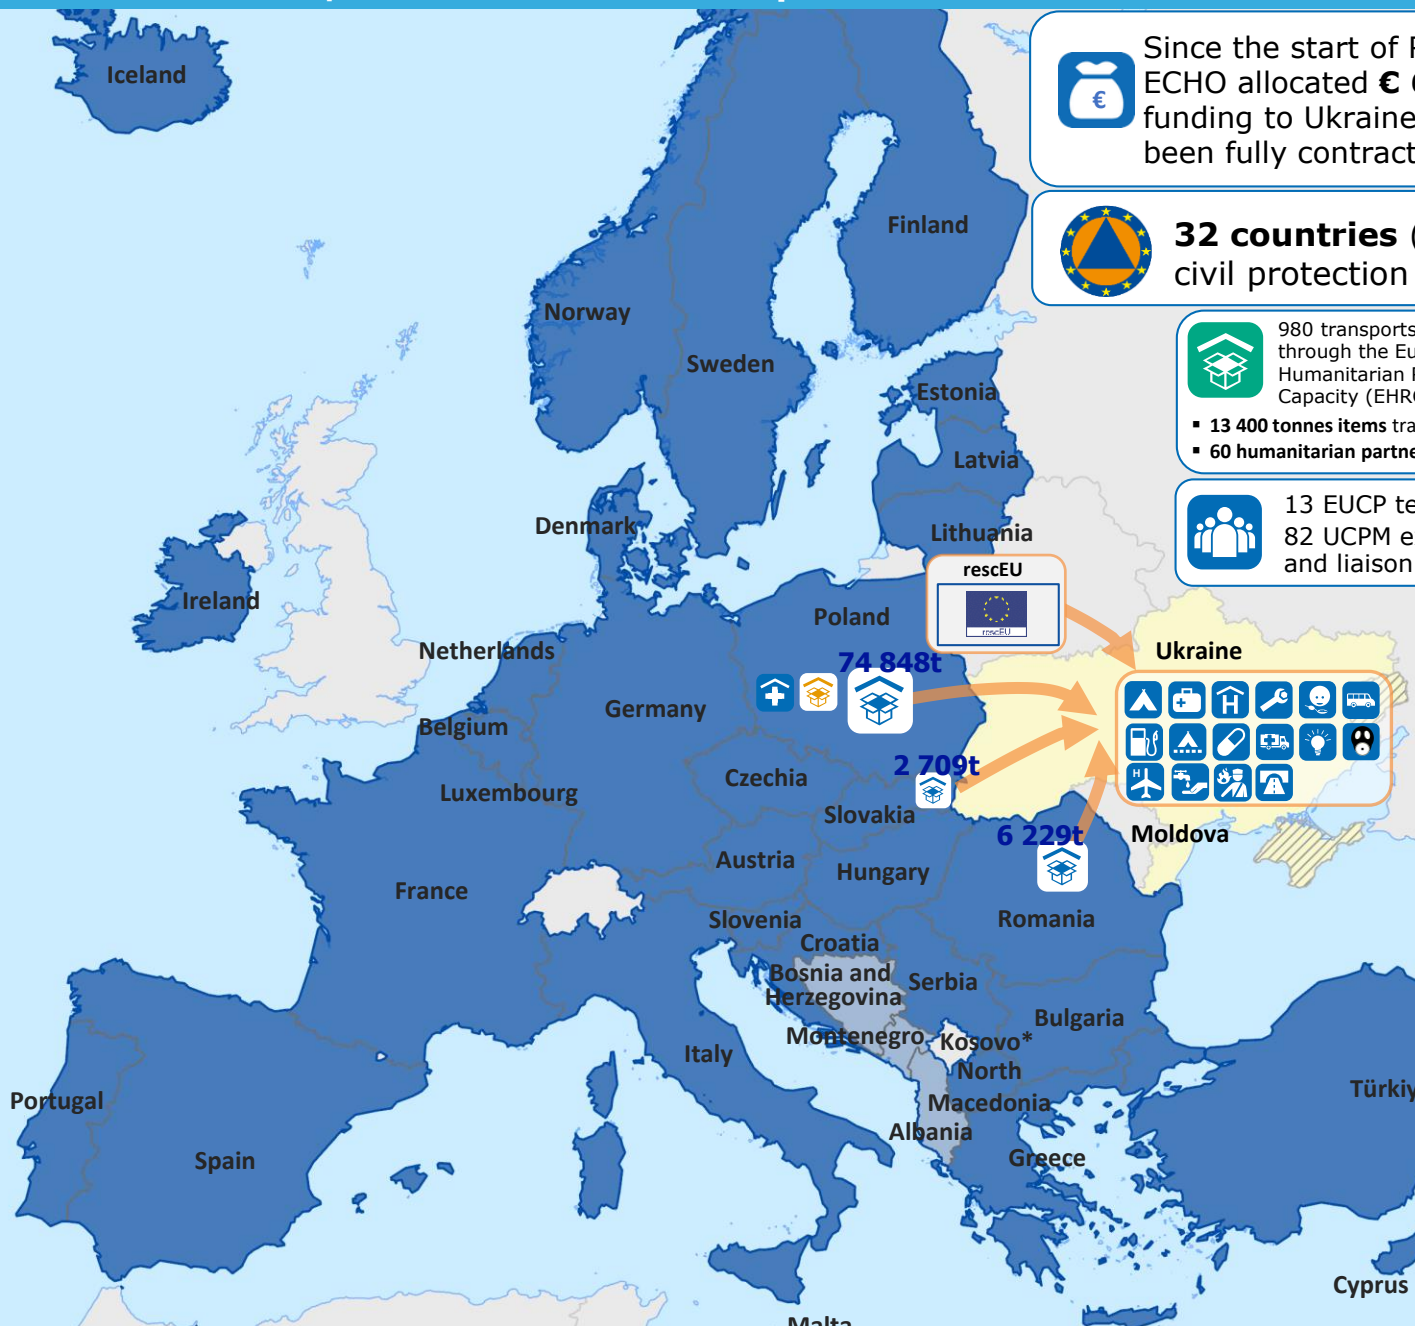 Since the start of
ECHO allocated €
funding to Ukraine
been fully contract
32 countries (
civil protection
980 transports
through the Eu
Humanitarian
Capacity (EHR
▪ 13 400 tonnes items tra
▪ 60 humanitarian partne
13 EUCP te
82 UCPM e
and liaison
Iceland
Finland
Norway
Sweden
Estonia
Latvia
Denmark
Lithuania
rescEU
rescEU
Ireland
Poland
Netherlands
Ukraine
74 848t
Germany
Belgium
H
2 709t
Czechia
H
Luxembourg
Slovakia
6 229t
Moldova
Austria
Hungary
France
Slovenia
Romania
Croatia
Bosnia and
Herzegovina
Serbia
Bulgaria
Montenegro
Kosovo*
Italy
North
Macedonia
Türkiy
Portugal
Albania
Greece
Spain
Cyprus
Malta